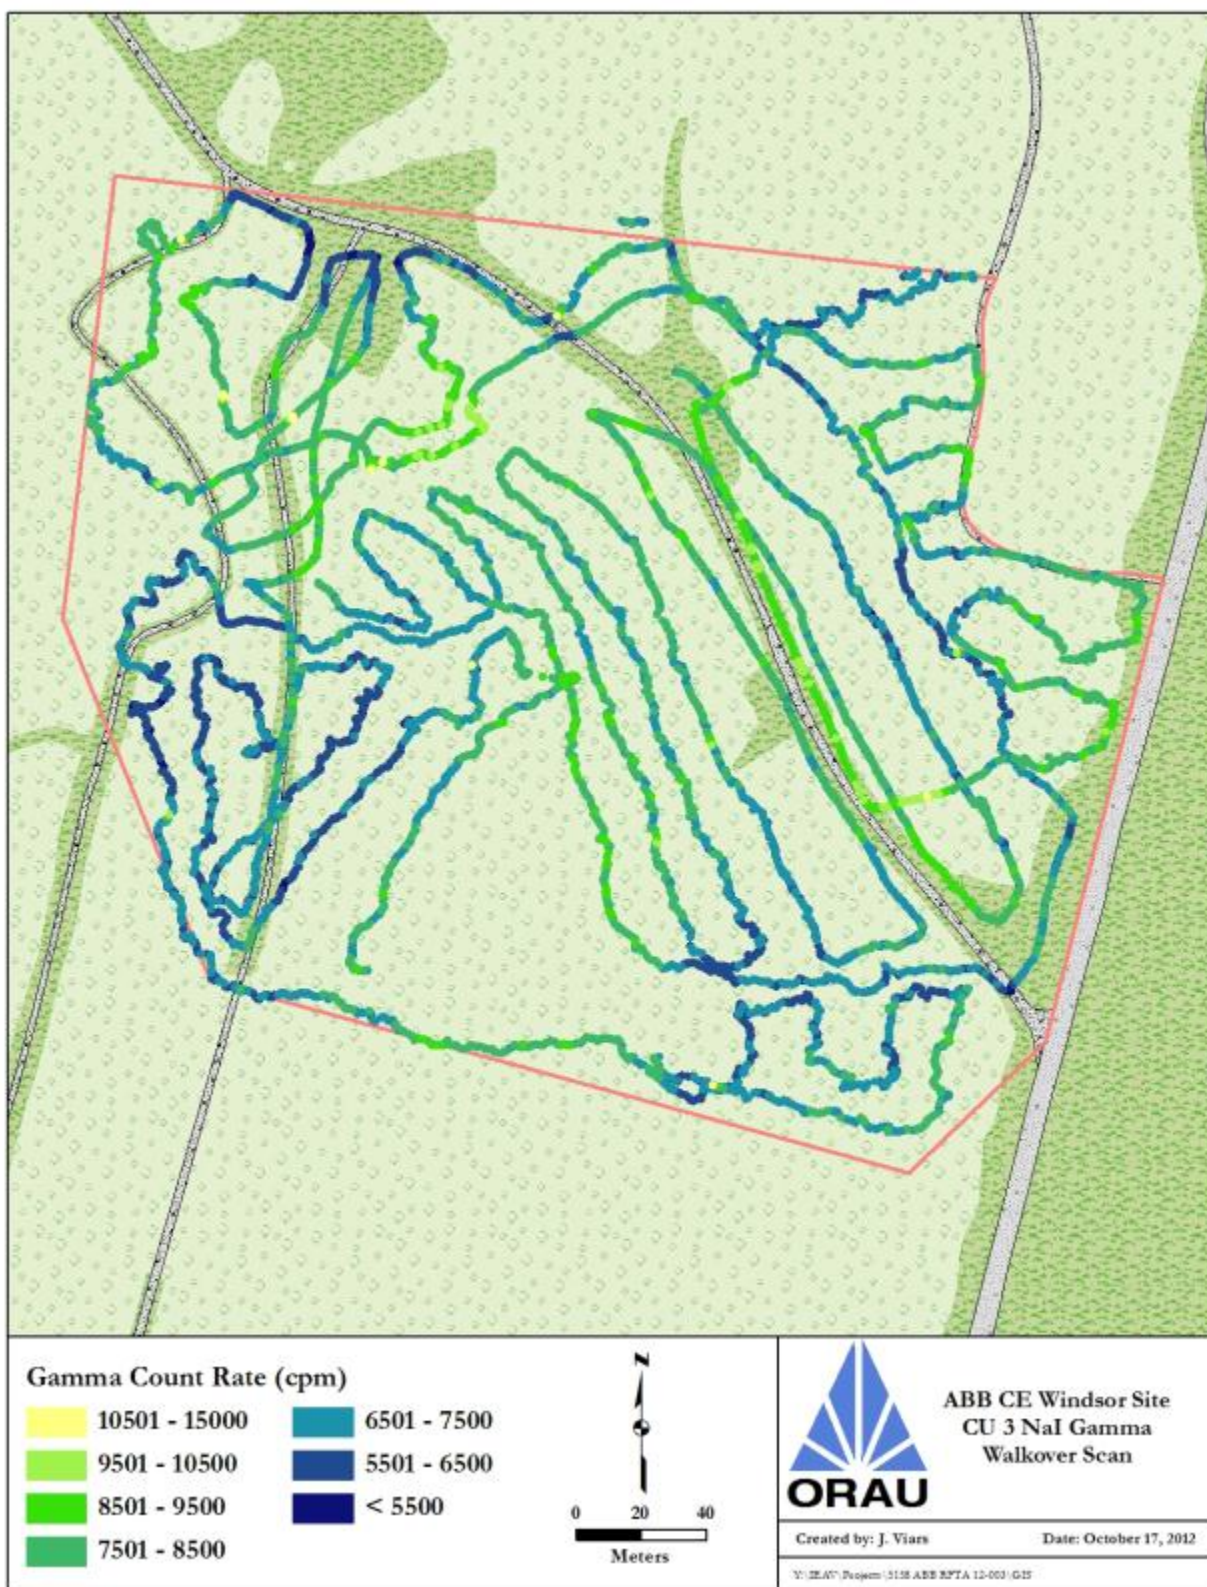 Gamma Count Rate (cpm)
10501 - 15000
9501 - 10500
8501 - 9500
7501 - 8500
6501 - 7500
5501 - 6500
< 5500
N
0 20 40
Meters
ORAU
ABB CE Windsor Site
CU 3 NaI Gamma
Walkover Scan
Created by: J. Viars Date: October 17, 2012